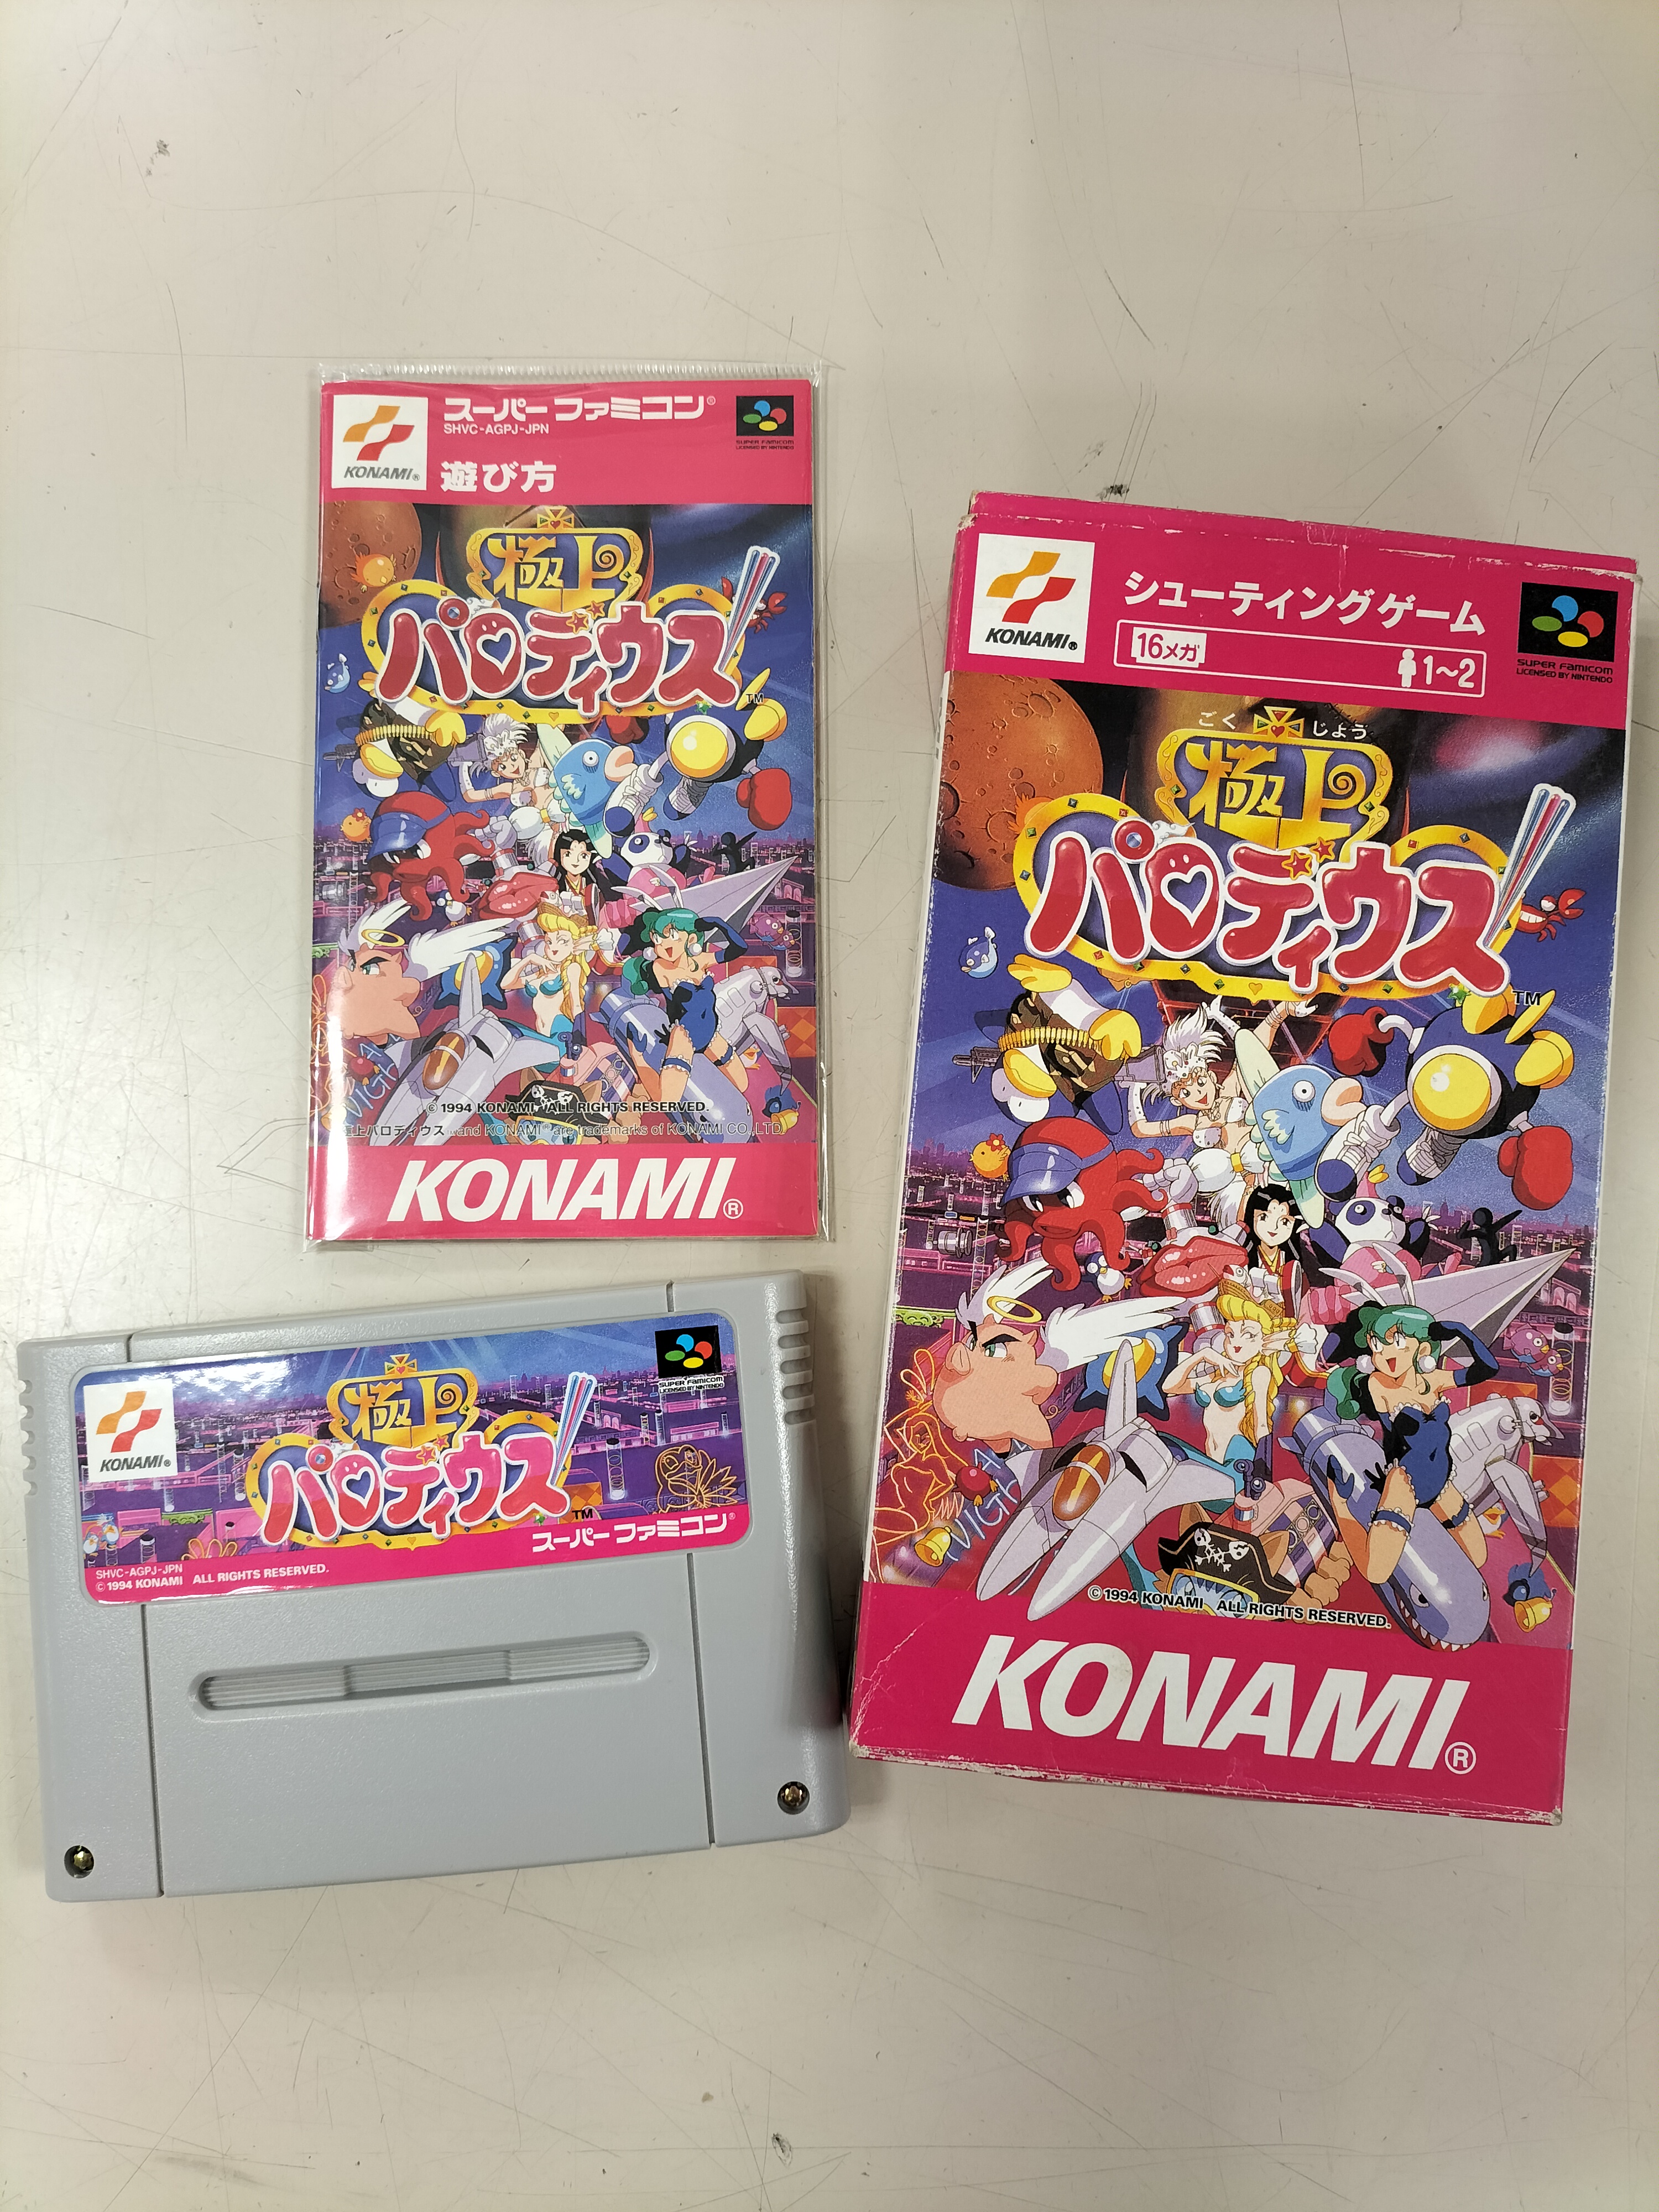 KONAMI®
スーパーファミコン®
SHVC-AGPJ-JPN
遊び方
SUPER FAMICOM
LICENSED BY NINTENDO
極上
パロディウス
TM
© 1994 KONAMI ALL RIGHTS RESERVED.
極上パロディウス™ and KONAMI® are trademarks of KONAMI CO.,LTD.
KONAMI®
KONAMI®
シューティングゲーム
16メガ
1~2
SUPER FAMICOM
LICENSED BY NINTENDO
ごくじょう
極上
パロディウス
TM
© 1994 KONAMI ALL RIGHTS RESERVED.
KONAMI®
KONAMI®
SUPER FAMICOM
LICENSED BY NINTENDO
極上
パロディウス
TM
スーパーファミコン®
SHVC-AGPJ-JPN
© 1994 KONAMI ALL RIGHTS RESERVED.